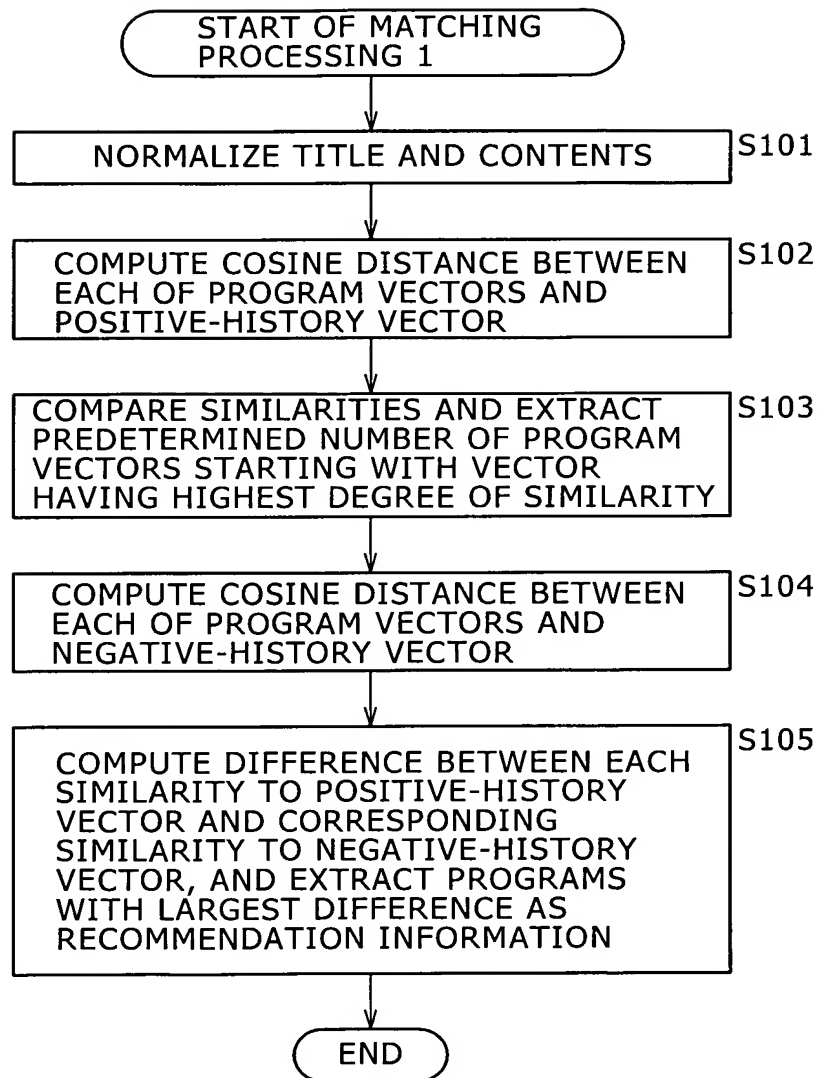 START OF MATCHING
PROCESSING 1
NORMALIZE TITLE AND CONTENTS
S101
COMPUTE COSINE DISTANCE BETWEEN
EACH OF PROGRAM VECTORS AND
POSITIVE-HISTORY VECTOR
S102
COMPARE SIMILARITIES AND EXTRACT
PREDETERMINED NUMBER OF PROGRAM
VECTORS STARTING WITH VECTOR
HAVING HIGHEST DEGREE OF SIMILARITY
S103
COMPUTE COSINE DISTANCE BETWEEN
EACH OF PROGRAM VECTORS AND
NEGATIVE-HISTORY VECTOR
S104
COMPUTE DIFFERENCE BETWEEN EACH
SIMILARITY TO POSITIVE-HISTORY
VECTOR AND CORRESPONDING
SIMILARITY TO NEGATIVE-HISTORY
VECTOR, AND EXTRACT PROGRAMS
WITH LARGEST DIFFERENCE AS
RECOMMENDATION INFORMATION
S105
END